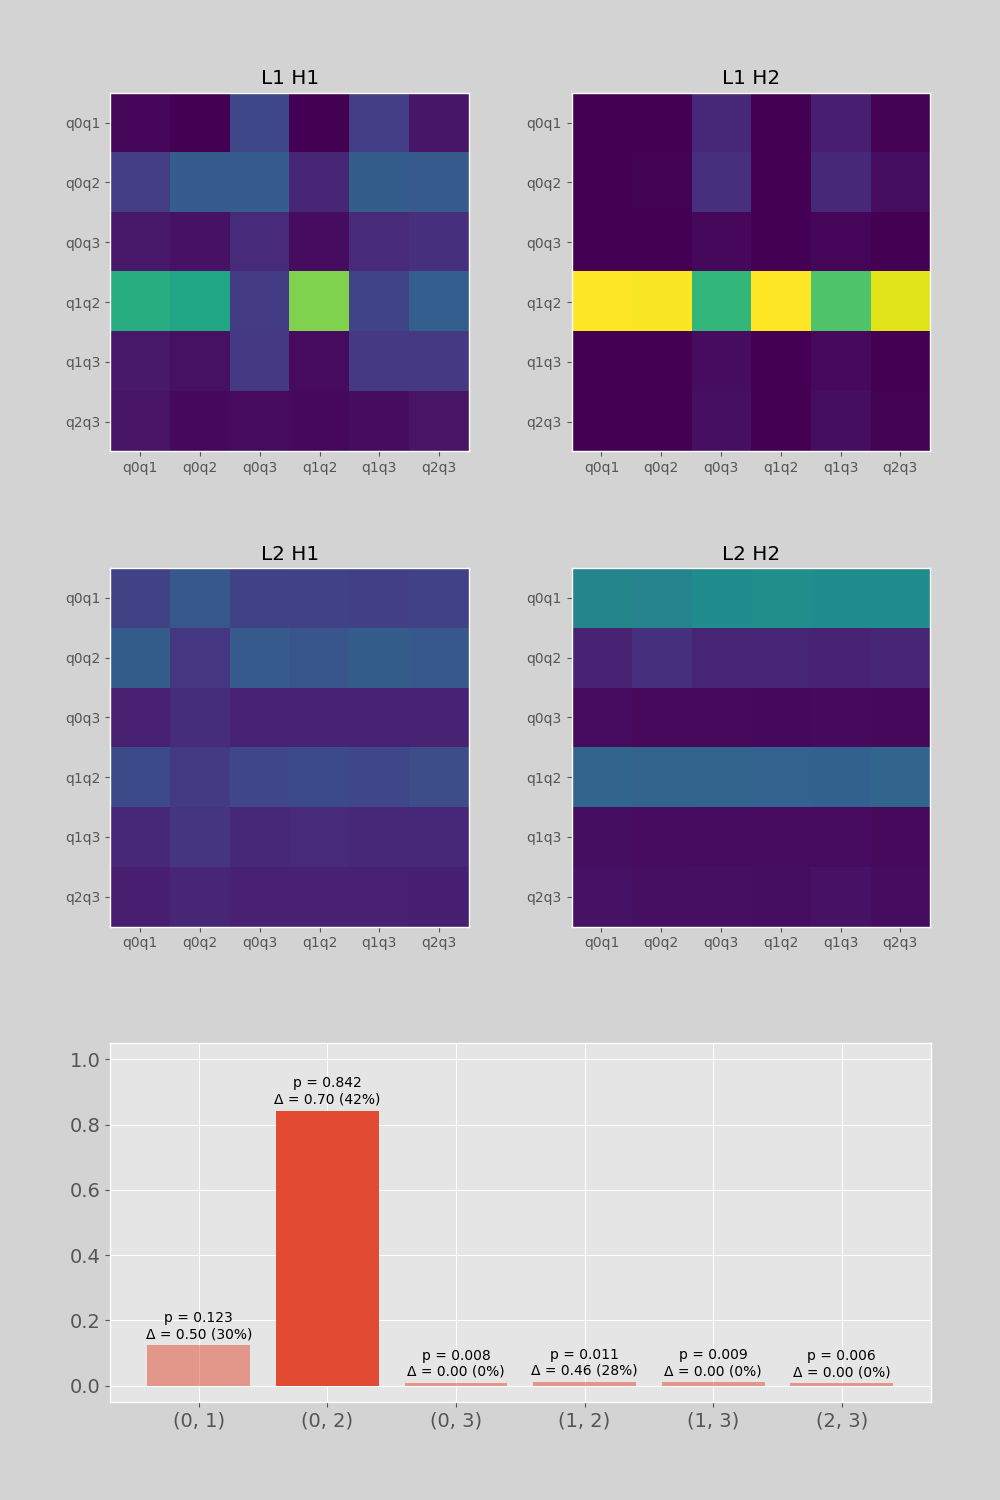 L1 H1
q0q1
q0q2
q0q3
q1q2
q1q3
q2q3
q0q1 q0q2 q0q3 q1q2 q1q3 q2q3
L1 H2
q0q1
q0q2
q0q3
q1q2
q1q3
q2q3
q0q1 q0q2 q0q3 q1q2 q1q3 q2q3
L2 H1
q0q1
q0q2
q0q3
q1q2
q1q3
q2q3
q0q1 q0q2 q0q3 q1q2 q1q3 q2q3
L2 H2
q0q1
q0q2
q0q3
q1q2
q1q3
q2q3
q0q1 q0q2 q0q3 q1q2 q1q3 q2q3
1.0
0.8
0.6
0.4
0.2
0.0
p = 0.123
Δ = 0.50 (30%)
p = 0.842
Δ = 0.70 (42%)
p = 0.008
Δ = 0.00 (0%)
p = 0.011
Δ = 0.46 (28%)
p = 0.009
Δ = 0.00 (0%)
p = 0.006
Δ = 0.00 (0%)
(0, 1) (0, 2) (0, 3) (1, 2) (1, 3) (2, 3)